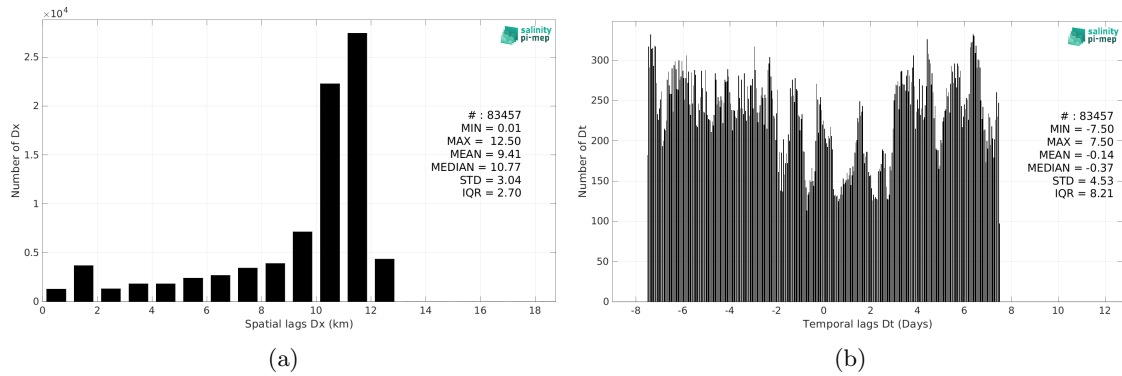 ×10⁴
salinity
pi-mep
2.5
2
1.5
1
0.5
0
Number of Dx
# : 83457
MIN = 0.01
MAX = 12.50
MEAN = 9.41
MEDIAN = 10.77
STD = 3.04
IQR = 2.70
0 2 4 6 8 10 12 14 16 18
Spatial lags Dx (km)
(a)
salinity
pi-mep
300
250
200
150
100
50
0
Number of Dt
# : 83457
MIN = -7.50
MAX = 7.50
MEAN = -0.14
MEDIAN = -0.37
STD = 4.53
IQR = 8.21
-8 -6 -4 -2 0 2 4 6 8 10 12
Temporal lags Dt (Days)
(b)